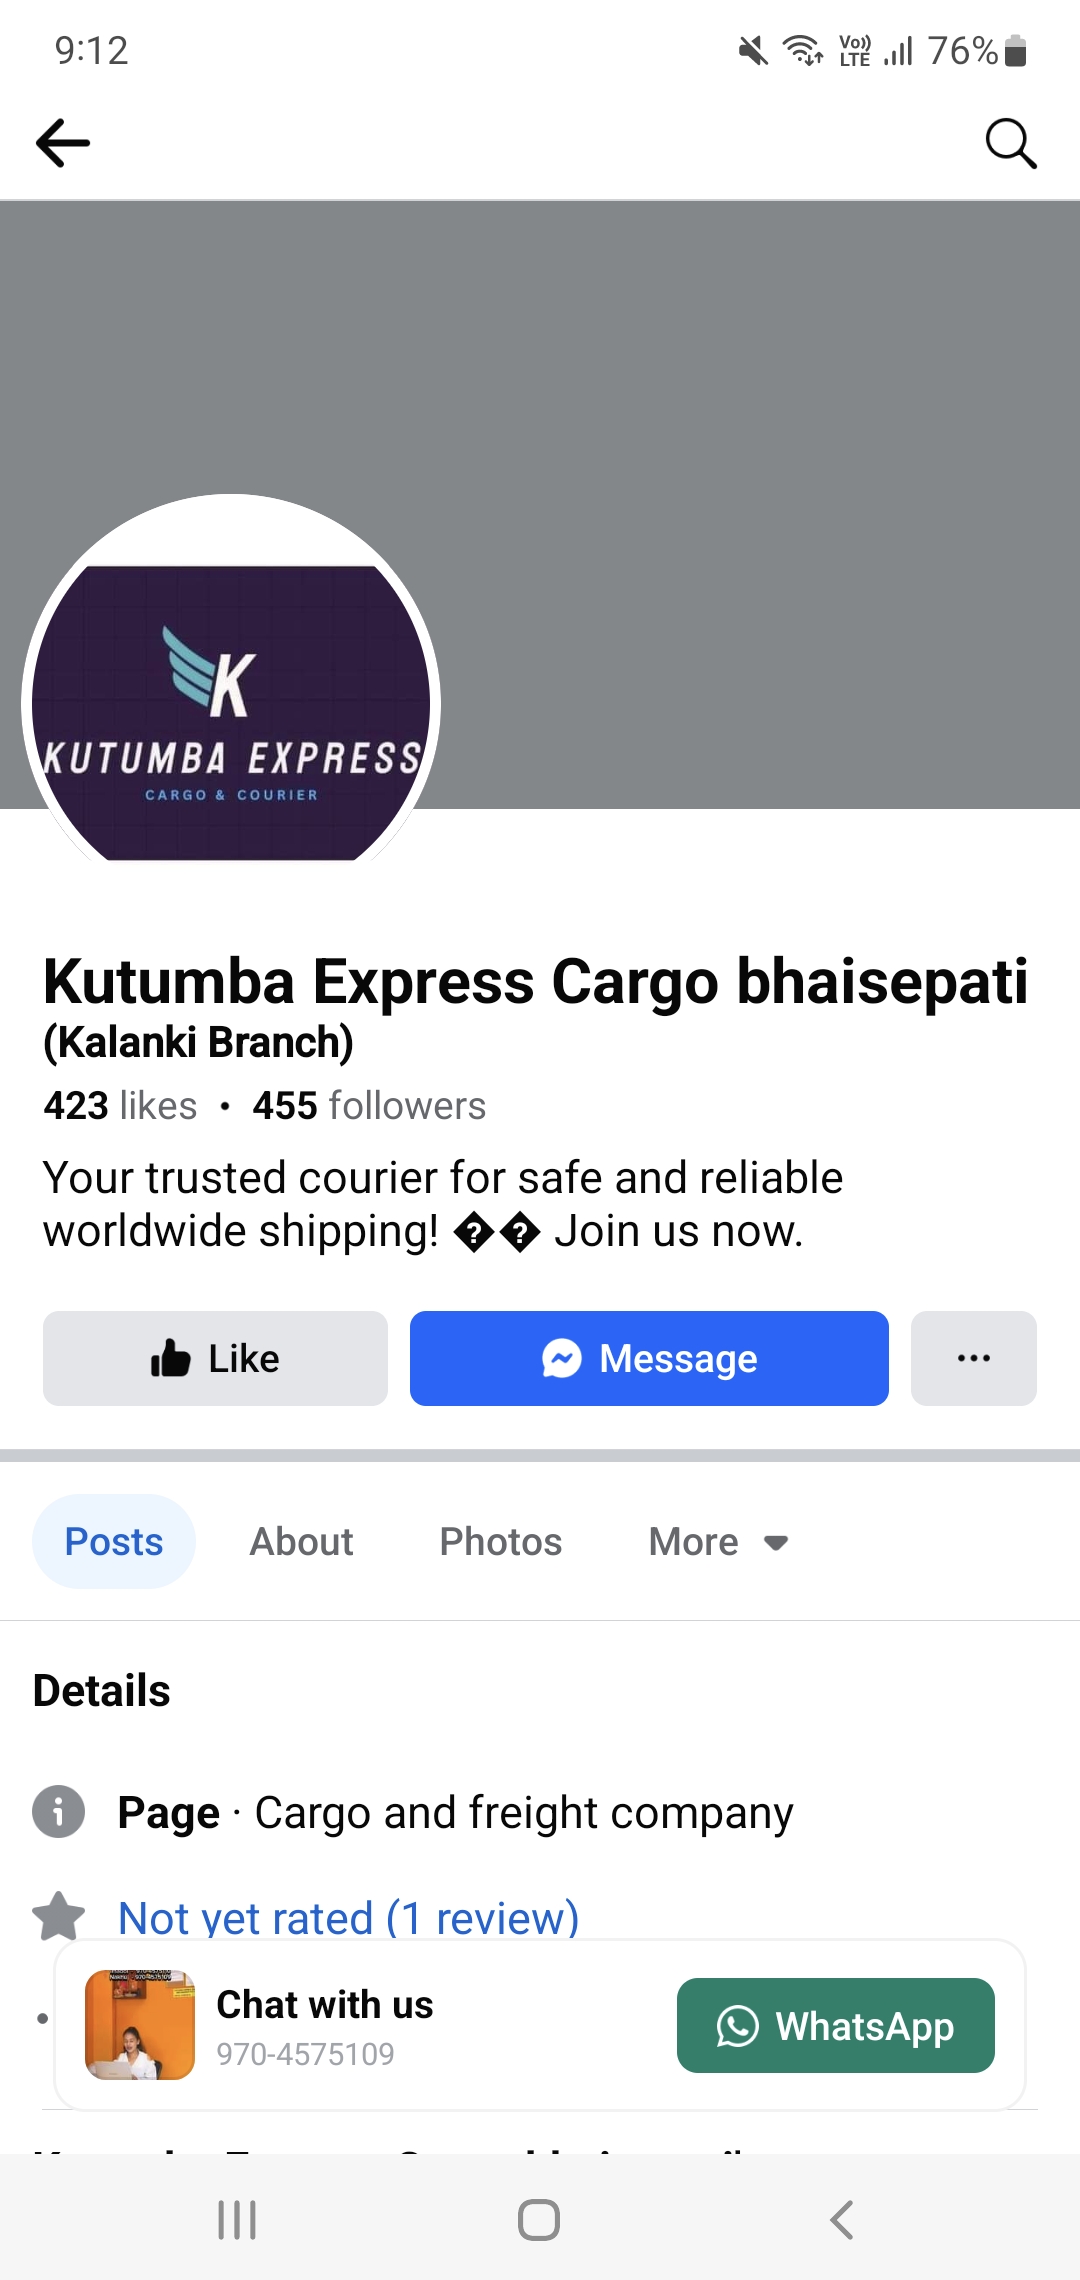 9:12
Vo)) LTE 76%
K
KUTUMBA EXPRESS
CARGO & COURIER
Kutumba Express Cargo bhaisepati
(Kalanki Branch)
423 likes • 455 followers
Your trusted courier for safe and reliable
worldwide shipping! �� Join us now.
Like
Message
Posts
About
Photos
More
Details
Page · Cargo and freight company
Not yet rated (1 review)
Chat with us
970-4575109
WhatsApp